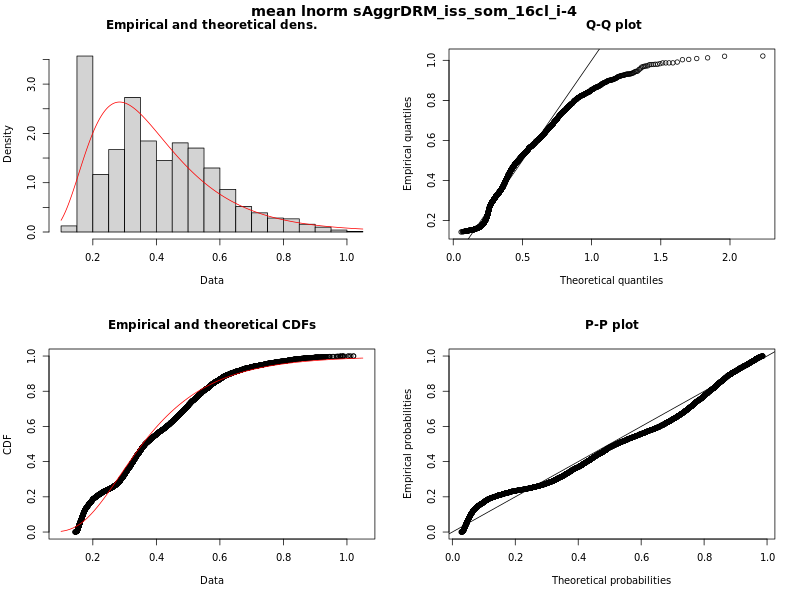 mean lnorm sAggrDRM_iss_som_16cl_i-4
Empirical and theoretical dens.
Density
0.0 1.0 2.0 3.0
0.2 0.4 0.6 0.8 1.0
Data
Q-Q plot
Empirical quantiles
0.2 0.4 0.6 0.8 1.0
0.0 0.5 1.0 1.5 2.0
Theoretical quantiles
Empirical and theoretical CDFs
CDF
0.0 0.2 0.4 0.6 0.8 1.0
0.2 0.4 0.6 0.8 1.0
Data
P-P plot
Empirical probabilities
0.0 0.2 0.4 0.6 0.8 1.0
0.0 0.2 0.4 0.6 0.8 1.0
Theoretical probabilities